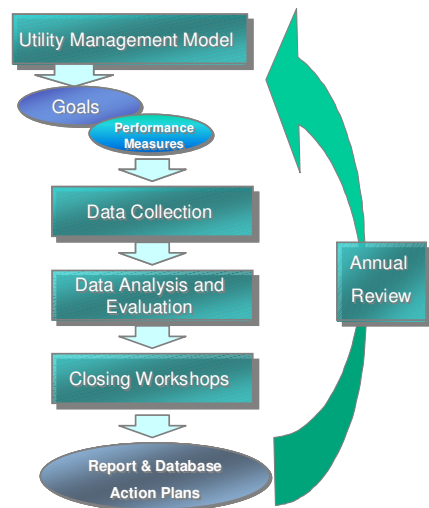 Utility Management Model
Goals
Performance
Measures
Data Collection
Data Analysis and
Evaluation
Closing Workshops
Report & Database
Action Plans
Annual
Review